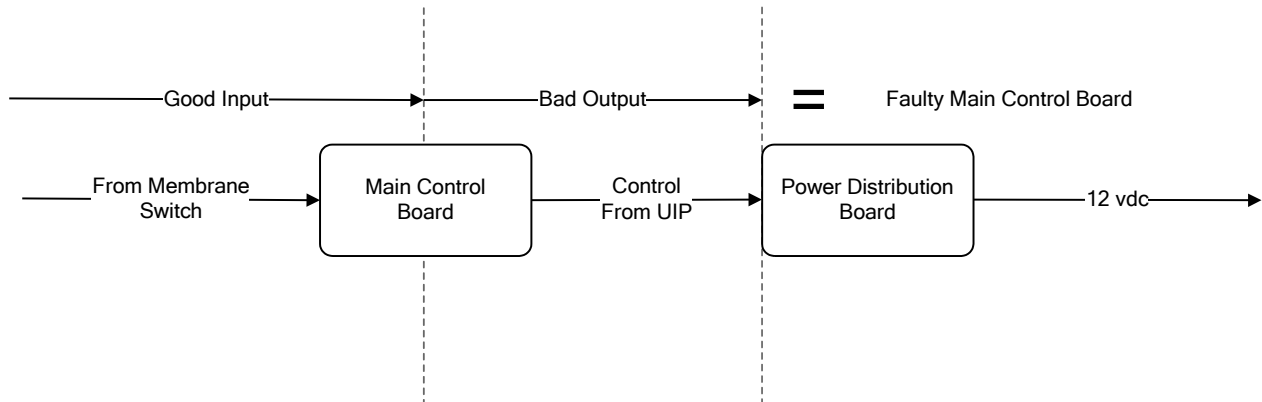 Good Input
Bad Output
=
Faulty Main Control Board
From Membrane
Switch
Main Control
Board
Control
From UIP
Power Distribution
Board
12 vdc